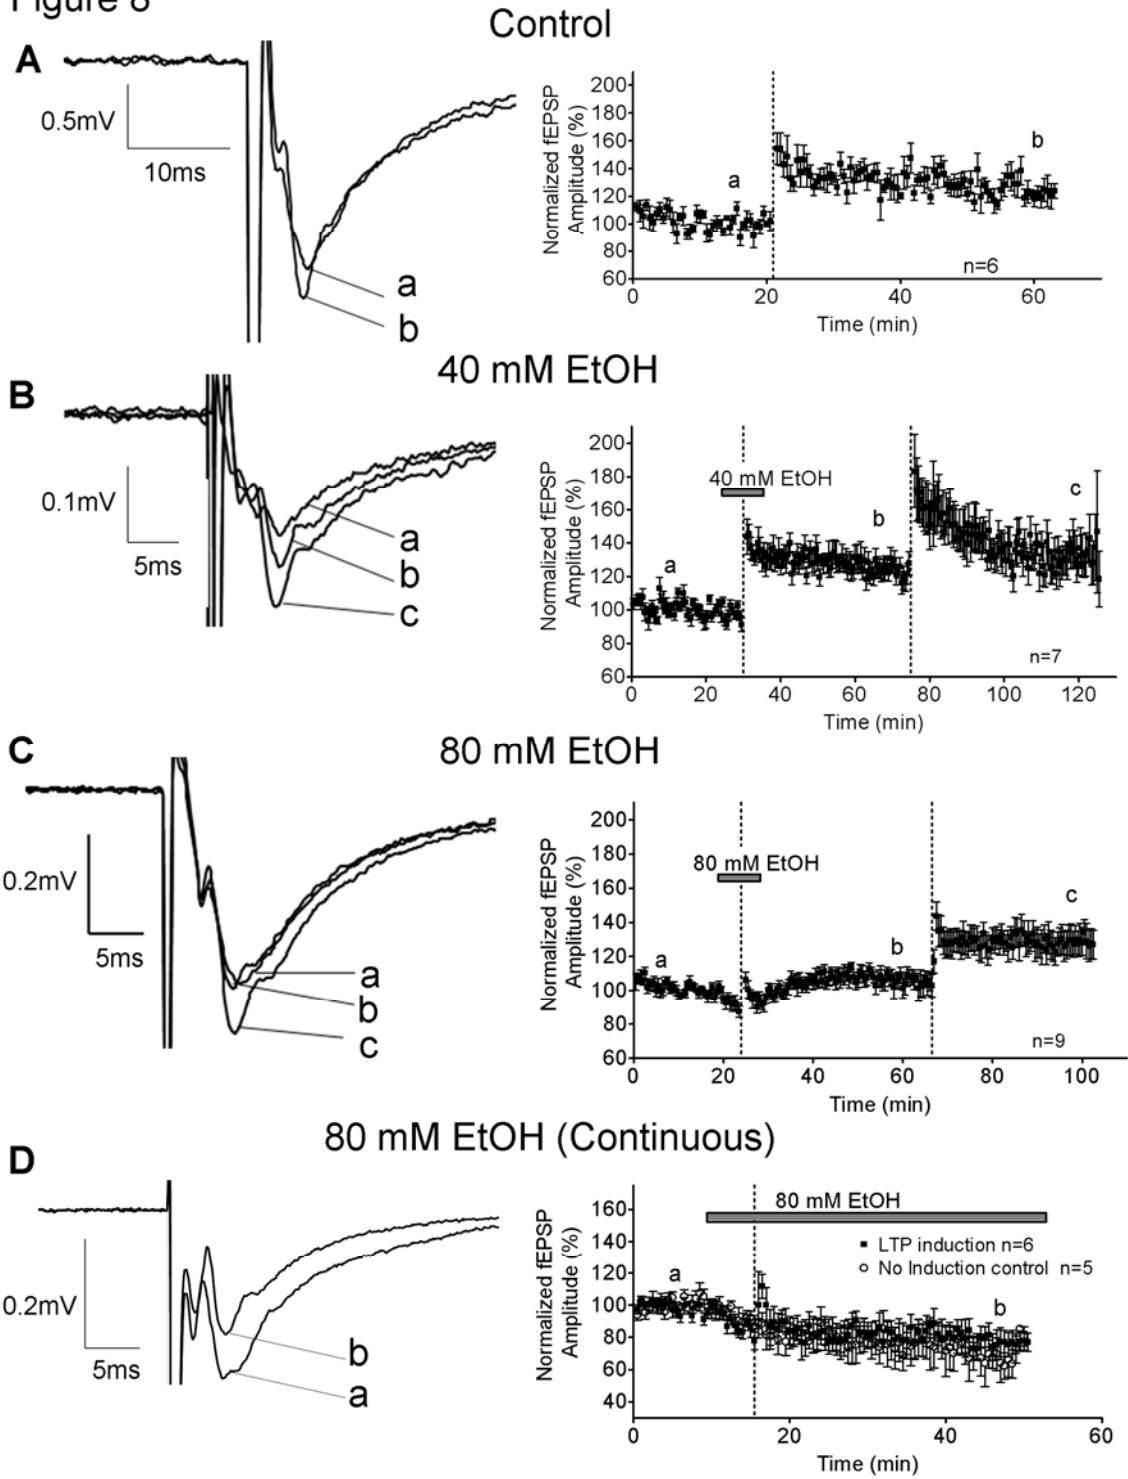 Figure 8
Control
A
0.5mV
10ms
a
b
Normalized fEPSP
Amplitude (%)
200
180
160
140
120
100
80
60
a
b
n=6
0 20 40 60
Time (min)
40 mM EtOH
B
0.1mV
5ms
a
b
c
Normalized fEPSP
Amplitude (%)
200
180
160
140
120
100
80
60
40 mM EtOH
a
b
c
n=7
0 20 40 60 80 100 120
Time (min)
80 mM EtOH
C
0.2mV
5ms
a
b
c
Normalized fEPSP
Amplitude (%)
200
180
160
140
120
100
80
60
80 mM EtOH
a
b
c
n=9
0 20 40 60 80 100
Time (min)
80 mM EtOH (Continuous)
D
0.2mV
5ms
b
a
Normalized fEPSP
Amplitude (%)
160
140
120
100
80
60
40
80 mM EtOH
LTP induction n=6
No Induction control n=5
a
b
0 20 40 60
Time (min)